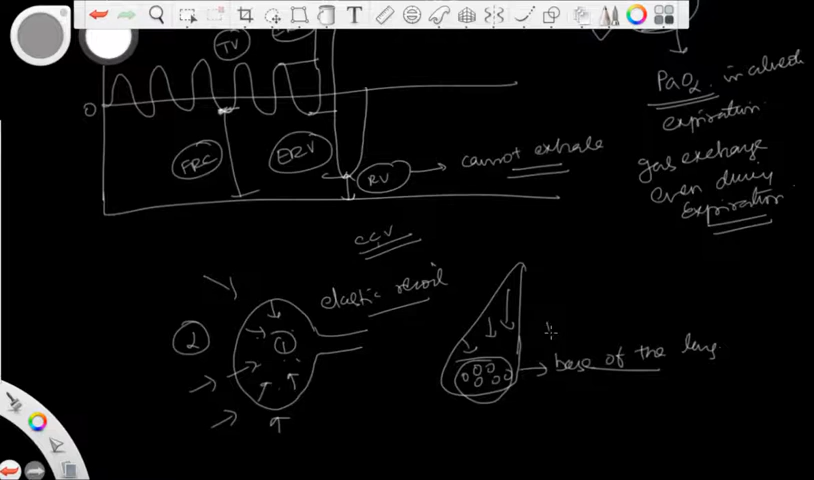 TV
0
FRC
ERV
RV
cannot exhale
PaO2 in alveoli
expiration
gas exchange
even during
Expiration
CCV
elastic recoil
2
1
base of the lung